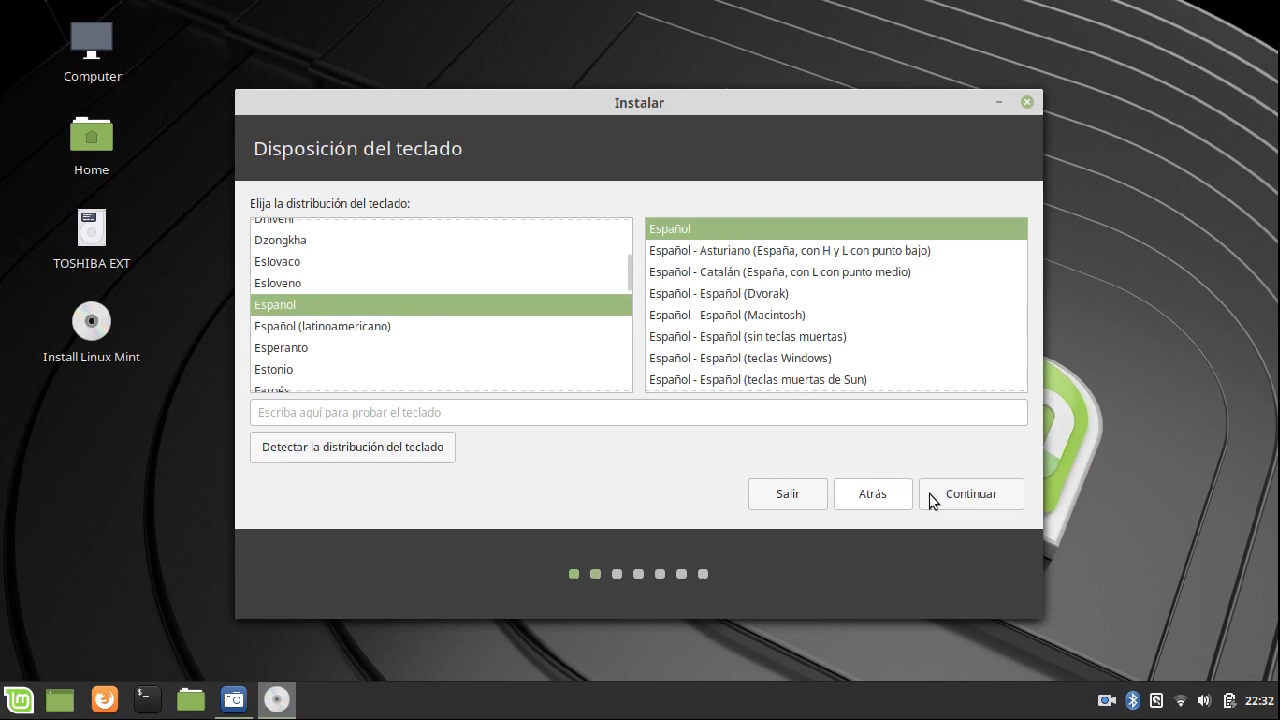 Computer
Home
TOSHIBA EXT
Install Linux Mint
Instalar
Disposición del teclado
Elija la distribución del teclado:
Dzongkha
Eslovaco
Esloveno
Español
Español (latinoamericano)
Esperanto
Estonio
Español
Español - Asturiano (España, con H y L con punto bajo)
Español - Catalán (España, con L con punto medio)
Español - Español (Dvorak)
Español - Español (Macintosh)
Español - Español (sin teclas muertas)
Español - Español (teclas Windows)
Español - Español (teclas muertas de Sun)
Escriba aquí para probar el teclado
Detectar la distribución del teclado
Salir
Atrás
Continuar
22:32